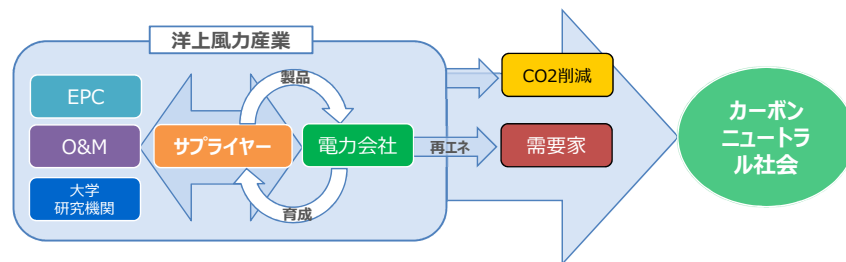 洋上風力産業
製品
EPC
CO2削減
O&M
サプライヤー
電力会社
再エネ
需要家
大学
研究機関
育成
カーボン
ニュートラ
ル社会